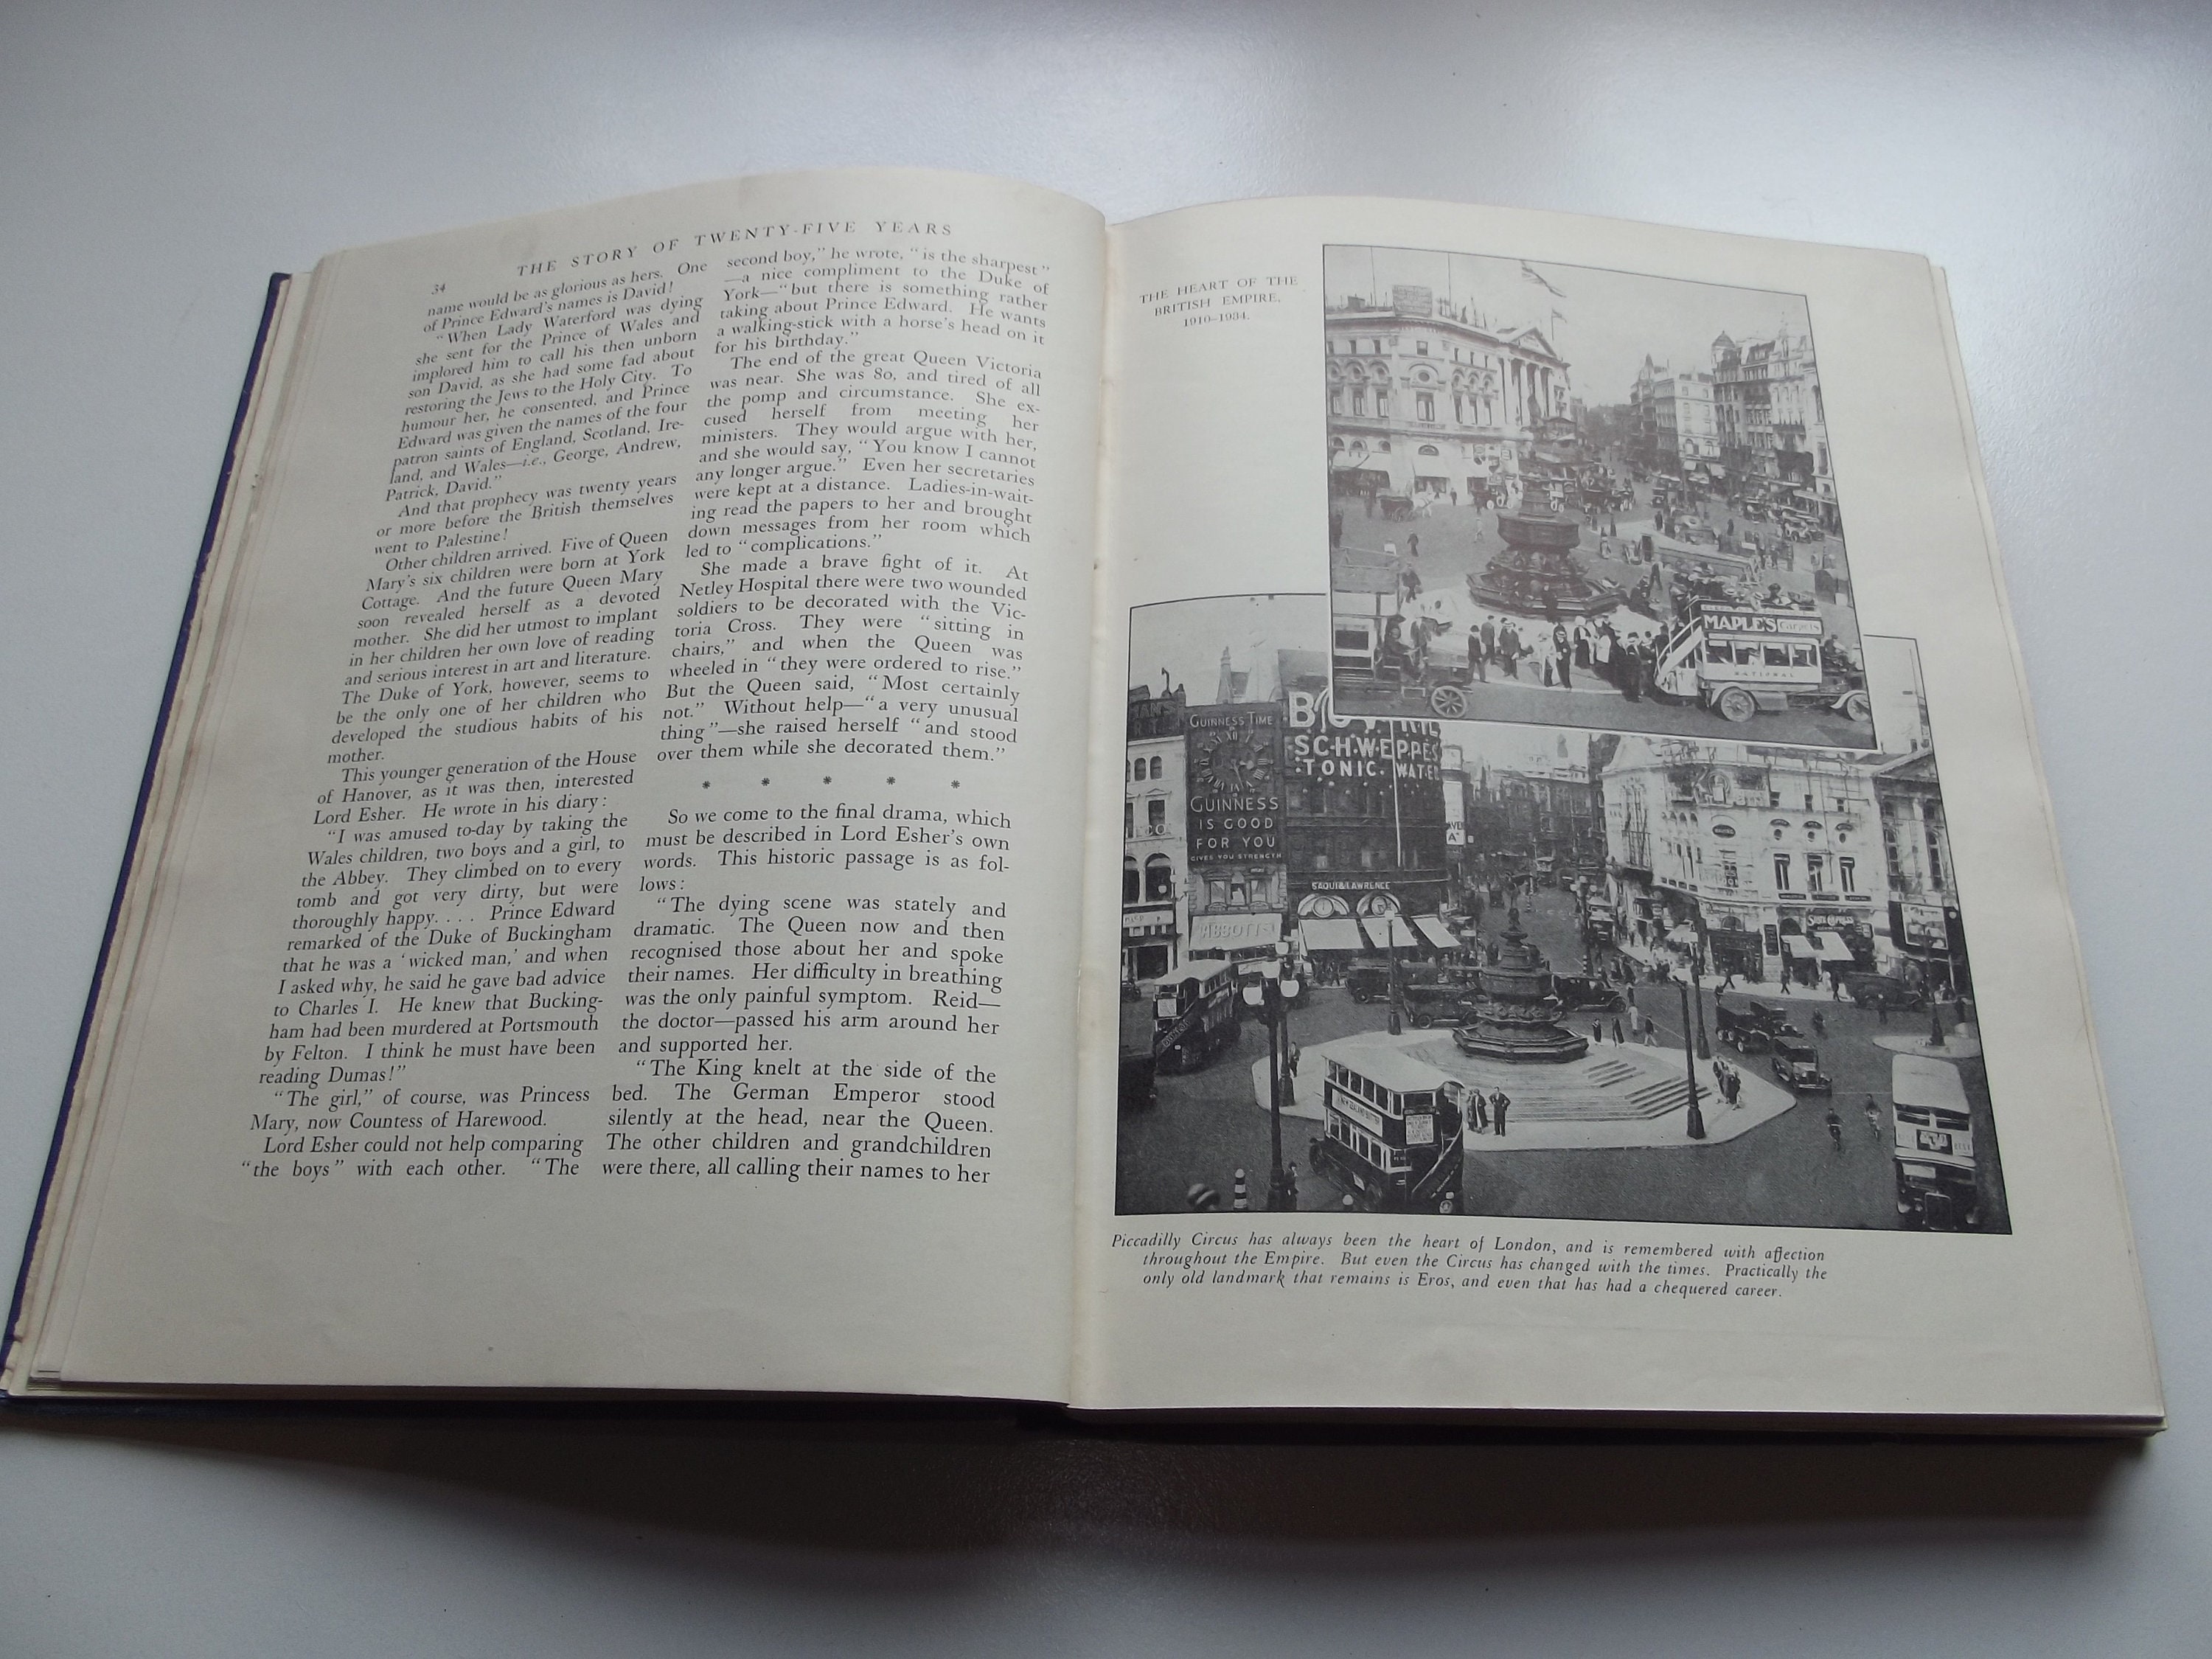 34
THE STORY OF TWENTY-FIVE YEARS
name would be as glorious as hers. One
of Prince Edward's names is David!
"When Lady Waterford was dying
she sent for the Prince of Wales and
implored him to call his then unborn
son David, as she had some fad about
restoring the Jews to the Holy City. To
humour her, he consented, and Prince
Edward was given the names of the four
patron saints of England, Scotland, Ire-
land, and Wales—i.e., George, Andrew,
Patrick, David."
And that prophecy was twenty years
or more before the British themselves
went to Palestine!
Other children arrived. Five of Queen
Mary's six children were born at York
Cottage. And the future Queen Mary
soon revealed herself as a devoted
mother. She did her utmost to implant
in her children her own love of reading
and serious interest in art and literature.
The Duke of York, however, seems to
be the only one of her children who
developed the studious habits of his
mother.
This younger generation of the House
of Hanover, as it was then, interested
Lord Esher. He wrote in his diary:
"I was amused to-day by taking the
Wales children, two boys and a girl, to
the Abbey. They climbed on to every
tomb and got very dirty, but were
thoroughly happy. . . . Prince Edward
remarked of the Duke of Buckingham
that he was a 'wicked man,' and when
I asked why, he said he gave bad advice
to Charles I. He knew that Bucking-
ham had been murdered at Portsmouth
by Felton. I think he must have been
reading Dumas!"
"The girl," of course, was Princess
Mary, now Countess of Harewood.
Lord Esher could not help comparing
"the boys" with each other. "The
second boy," he wrote, "is the sharpest"
—a nice compliment to the Duke of
York—"but there is something rather
taking about Prince Edward. He wants
a walking-stick with a horse's head on it
for his birthday."
The end of the great Queen Victoria
was near. She was 80, and tired of all
the pomp and circumstance. She ex-
cused herself from meeting her
ministers. They would argue with her,
and she would say, "You know I cannot
any longer argue." Even her secretaries
were kept at a distance. Ladies-in-wait-
ing read the papers to her and brought
down messages from her room which
led to "complications."
She made a brave fight of it. At
Netley Hospital there were two wounded
soldiers to be decorated with the Vic-
toria Cross. They were "sitting in
chairs," and when the Queen was
wheeled in "they were ordered to rise."
But the Queen said, "Most certainly
not." Without help—"a very unusual
thing"—she raised herself "and stood
over them while she decorated them."
* * * * *
So we come to the final drama, which
must be described in Lord Esher's own
words. This historic passage is as fol-
lows:
"The dying scene was stately and
dramatic. The Queen now and then
recognised those about her and spoke
their names. Her difficulty in breathing
was the only painful symptom. Reid—
the doctor—passed his arm around her
and supported her.
"The King knelt at the side of the
bed. The German Emperor stood
silently at the head, near the Queen.
The other children and grandchildren
were there, all calling their names to her
THE HEART OF THE
BRITISH EMPIRE.
1910–1934.
MAPLE'S Carpets
NATIONAL
GUINNESS TIME
GUINNESS
IS GOOD
FOR YOU
GIVES YOU STRENGTH
SCHWEPPES
TONIC WATER
SAQUI & LAWRENCE
ABBOTT
Piccadilly Circus has always been the heart of London, and is remembered with affection
throughout the Empire. But even the Circus has changed with the times. Practically the
only old landmark that remains is Eros, and even that has had a chequered career.